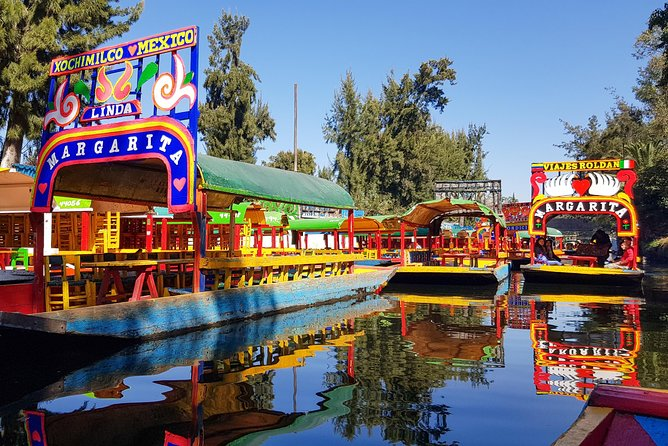 XOCHIMILCO ♥ MEXICO
LINDA
MARGARITA
VIAJES ROLDAN
MARGARITA